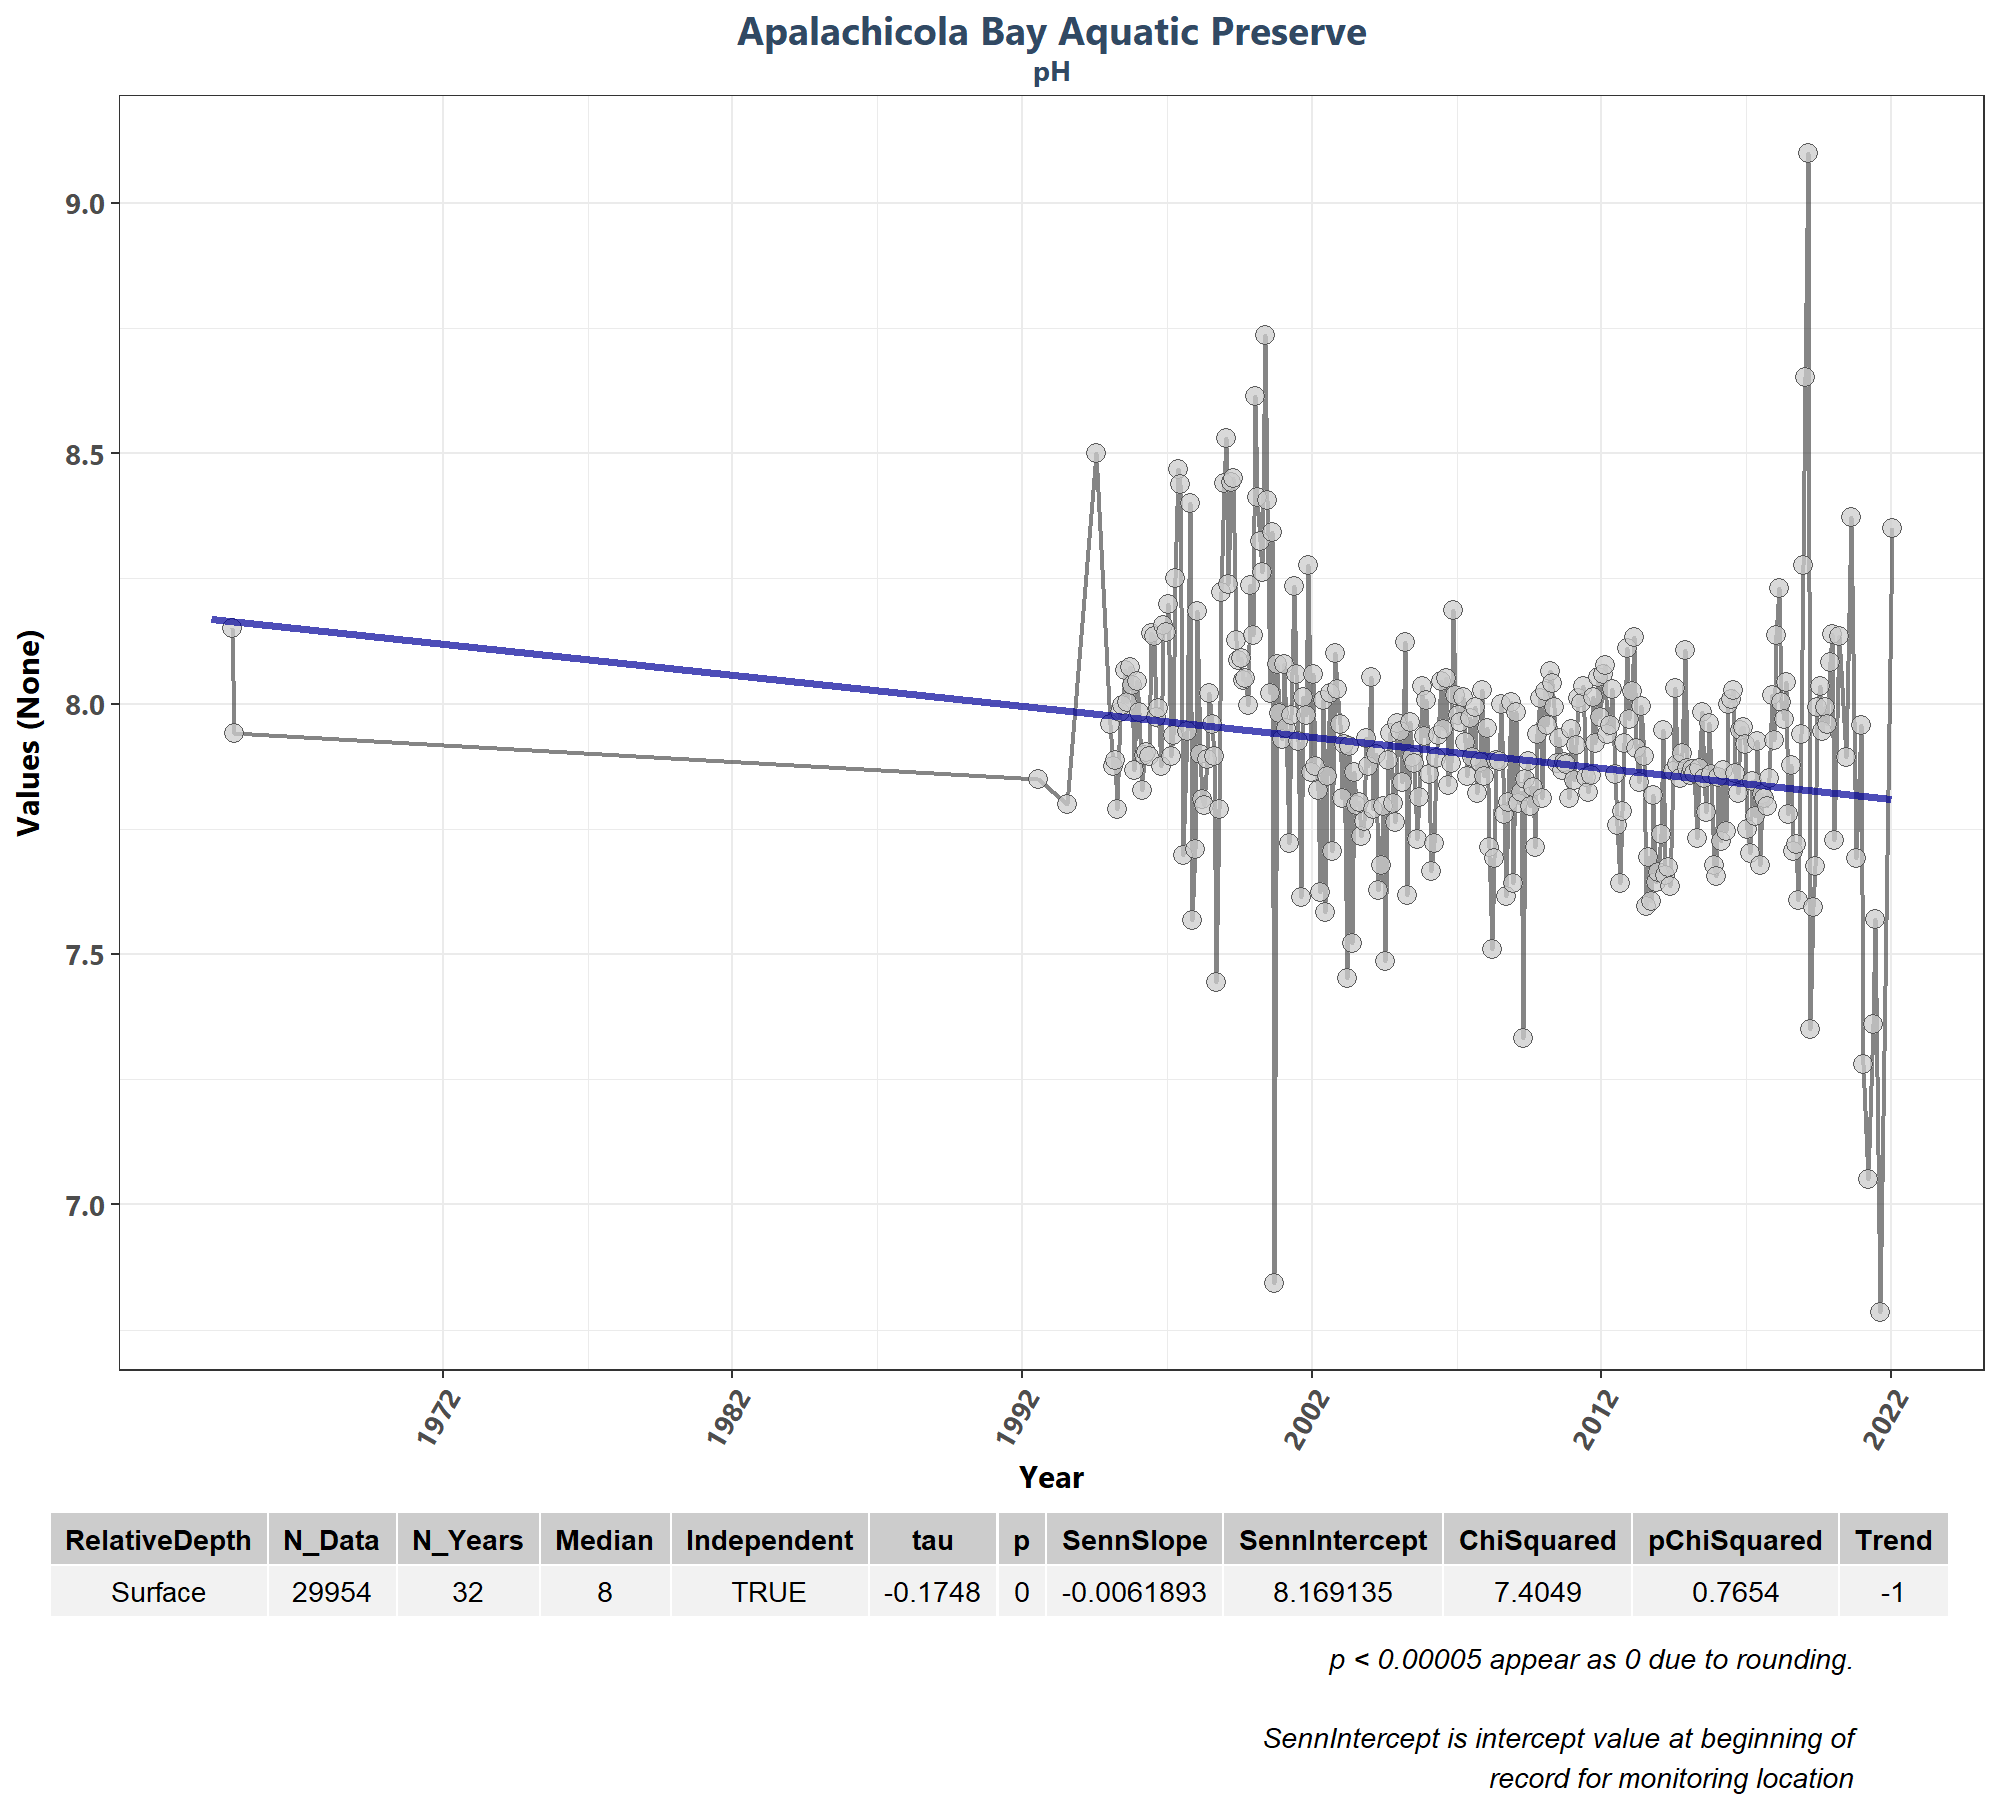 Apalachicola Bay Aquatic Preserve
pH
Values (None)
9.0
8.5
8.0
7.5
7.0
1972
1982
1992
2002
2012
2022
Year
RelativeDepth N_Data N_Years Median Independent tau p SennSlope SennIntercept ChiSquared pChiSquared Trend
Surface 29954 32 8 TRUE -0.1748 0 -0.0061893 8.169135 7.4049 0.7654 -1
p < 0.00005 appear as 0 due to rounding.
SennIntercept is intercept value at beginning of
record for monitoring location